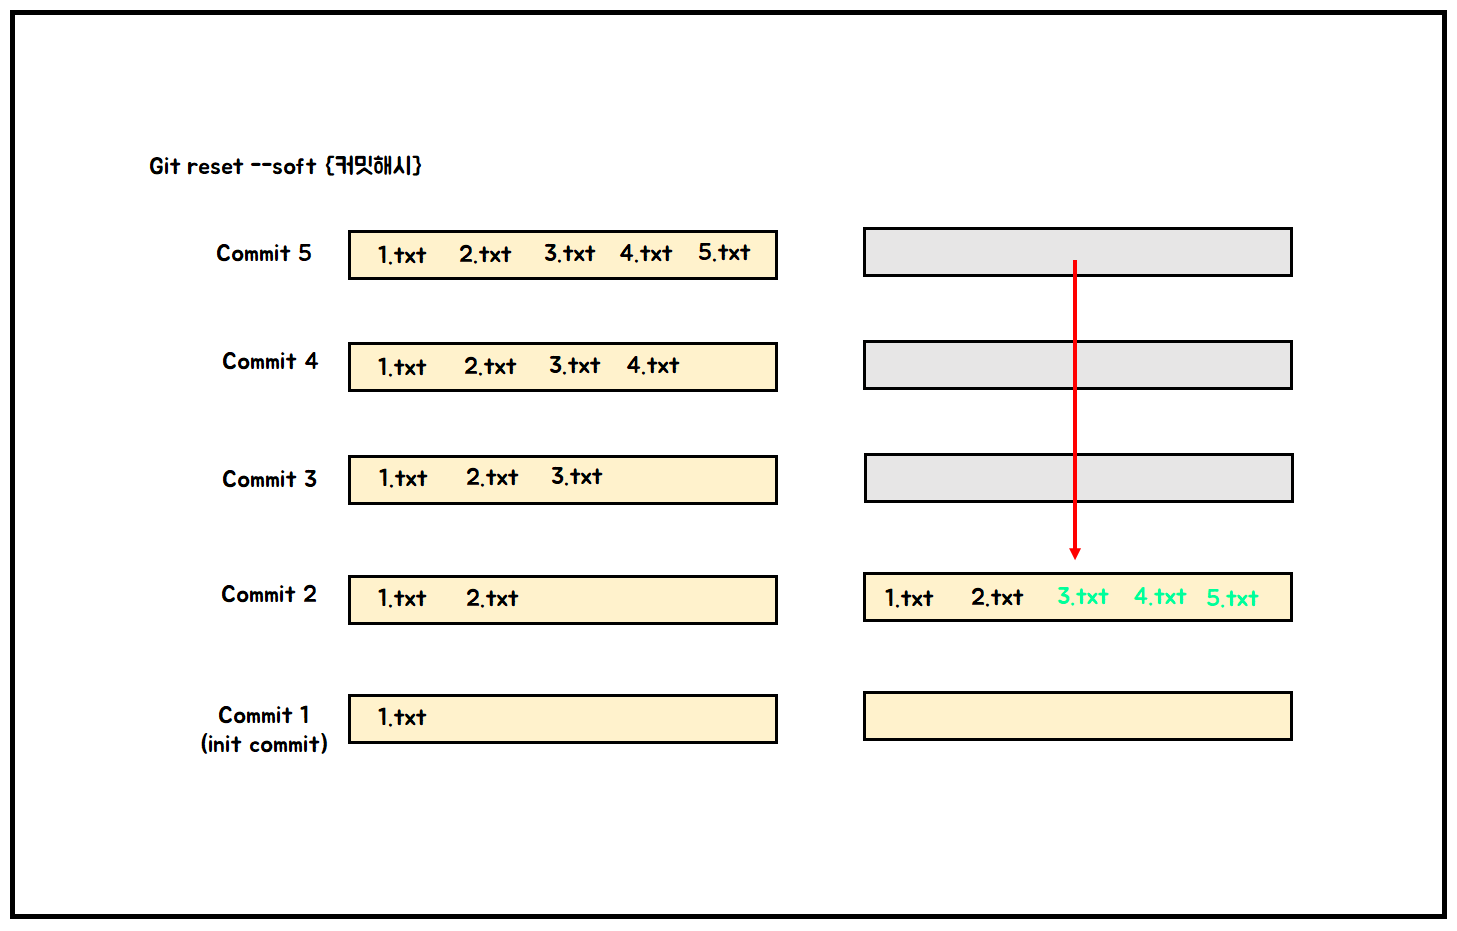 Git reset --soft {커밋해시}
Commit 5
1.txt 2.txt 3.txt 4.txt 5.txt
Commit 4
1.txt 2.txt 3.txt 4.txt
Commit 3
1.txt 2.txt 3.txt
Commit 2
1.txt 2.txt
1.txt 2.txt 3.txt 4.txt 5.txt
Commit 1
(init commit)
1.txt